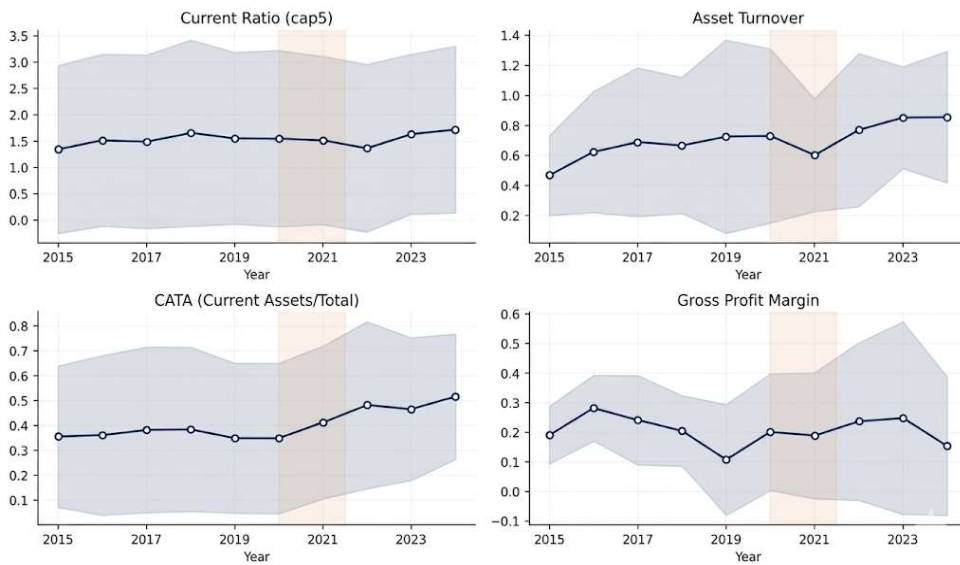 Current Ratio (cap5)
3.5
3.0
2.5
2.0
1.5
1.0
0.5
0.0
2015 2017 2019 2021 2023
Year
Asset Turnover
1.4
1.2
1.0
0.8
0.6
0.4
0.2
2015 2017 2019 2021 2023
Year
CATA (Current Assets/Total)
0.8
0.7
0.6
0.5
0.4
0.3
0.2
0.1
2015 2017 2019 2021 2023
Year
Gross Profit Margin
0.6
0.5
0.4
0.3
0.2
0.1
0.0
−0.1
2015 2017 2019 2021 2023
Year